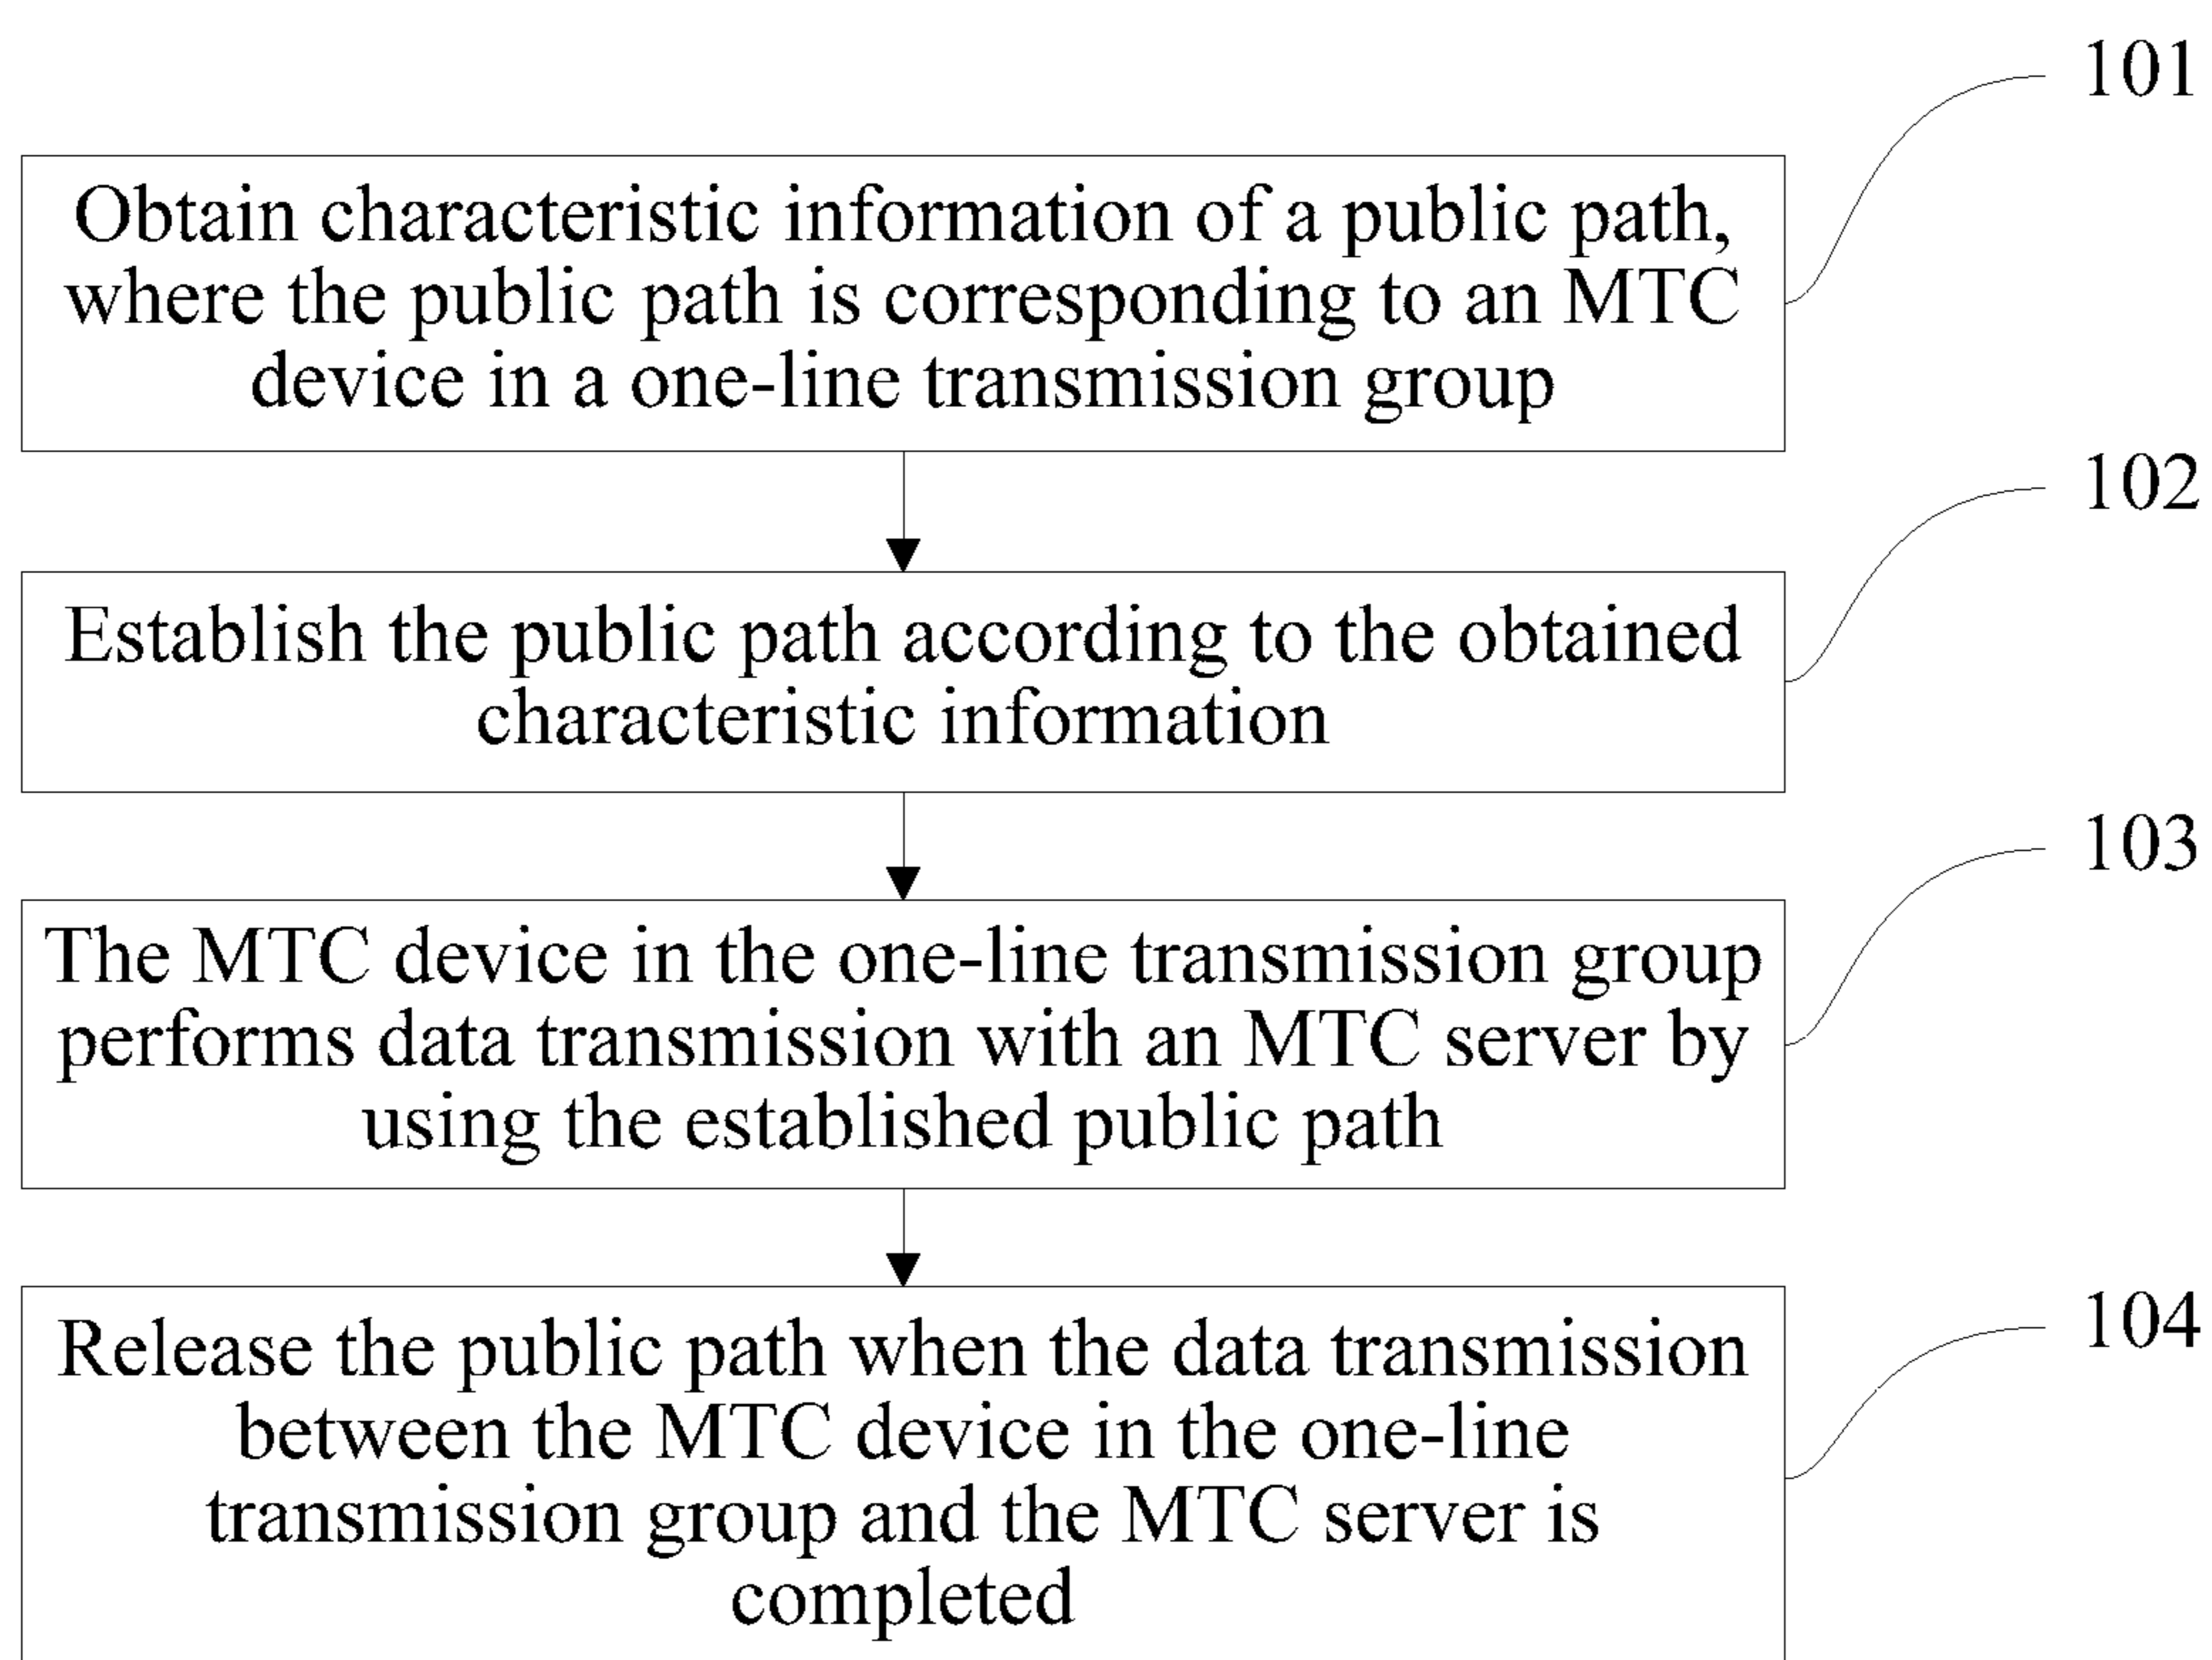 101
Obtain characteristic information of a public path,
where the public path is corresponding to an MTC
device in a one-line transmission group
102
Establish the public path according to the obtained
characteristic information
103
The MTC device in the one-line transmission group
performs data transmission with an MTC server by
using the established public path
104
Release the public path when the data transmission
between the MTC device in the one-line
transmission group and the MTC server is
completed